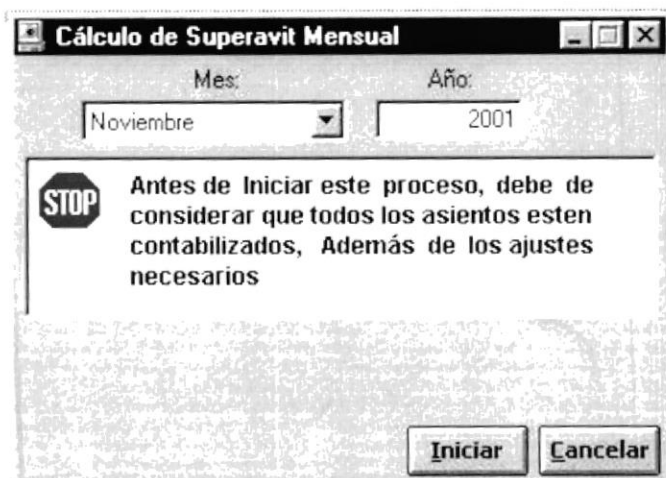 Cálculo de Superavit Mensual
Mes: Año:
Noviembre 2001
STOP
Antes de Iniciar este proceso, debe de
considerar que todos los asientos esten
contabilizados, Además de los ajustes
necesarios
Iniciar Cancelar